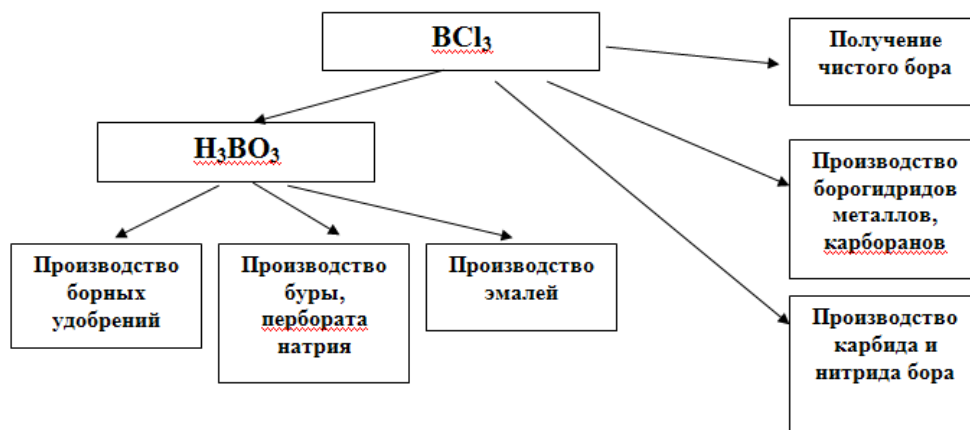 BCl₃
Получение
чистого бора
H₃BO₃
Производство
борогидридов
металлов,
карборанов
Производство
борных
удобрений
Производство
буры,
пербората
натрия
Производство
эмалей
Производство
карбида и
нитрида бора